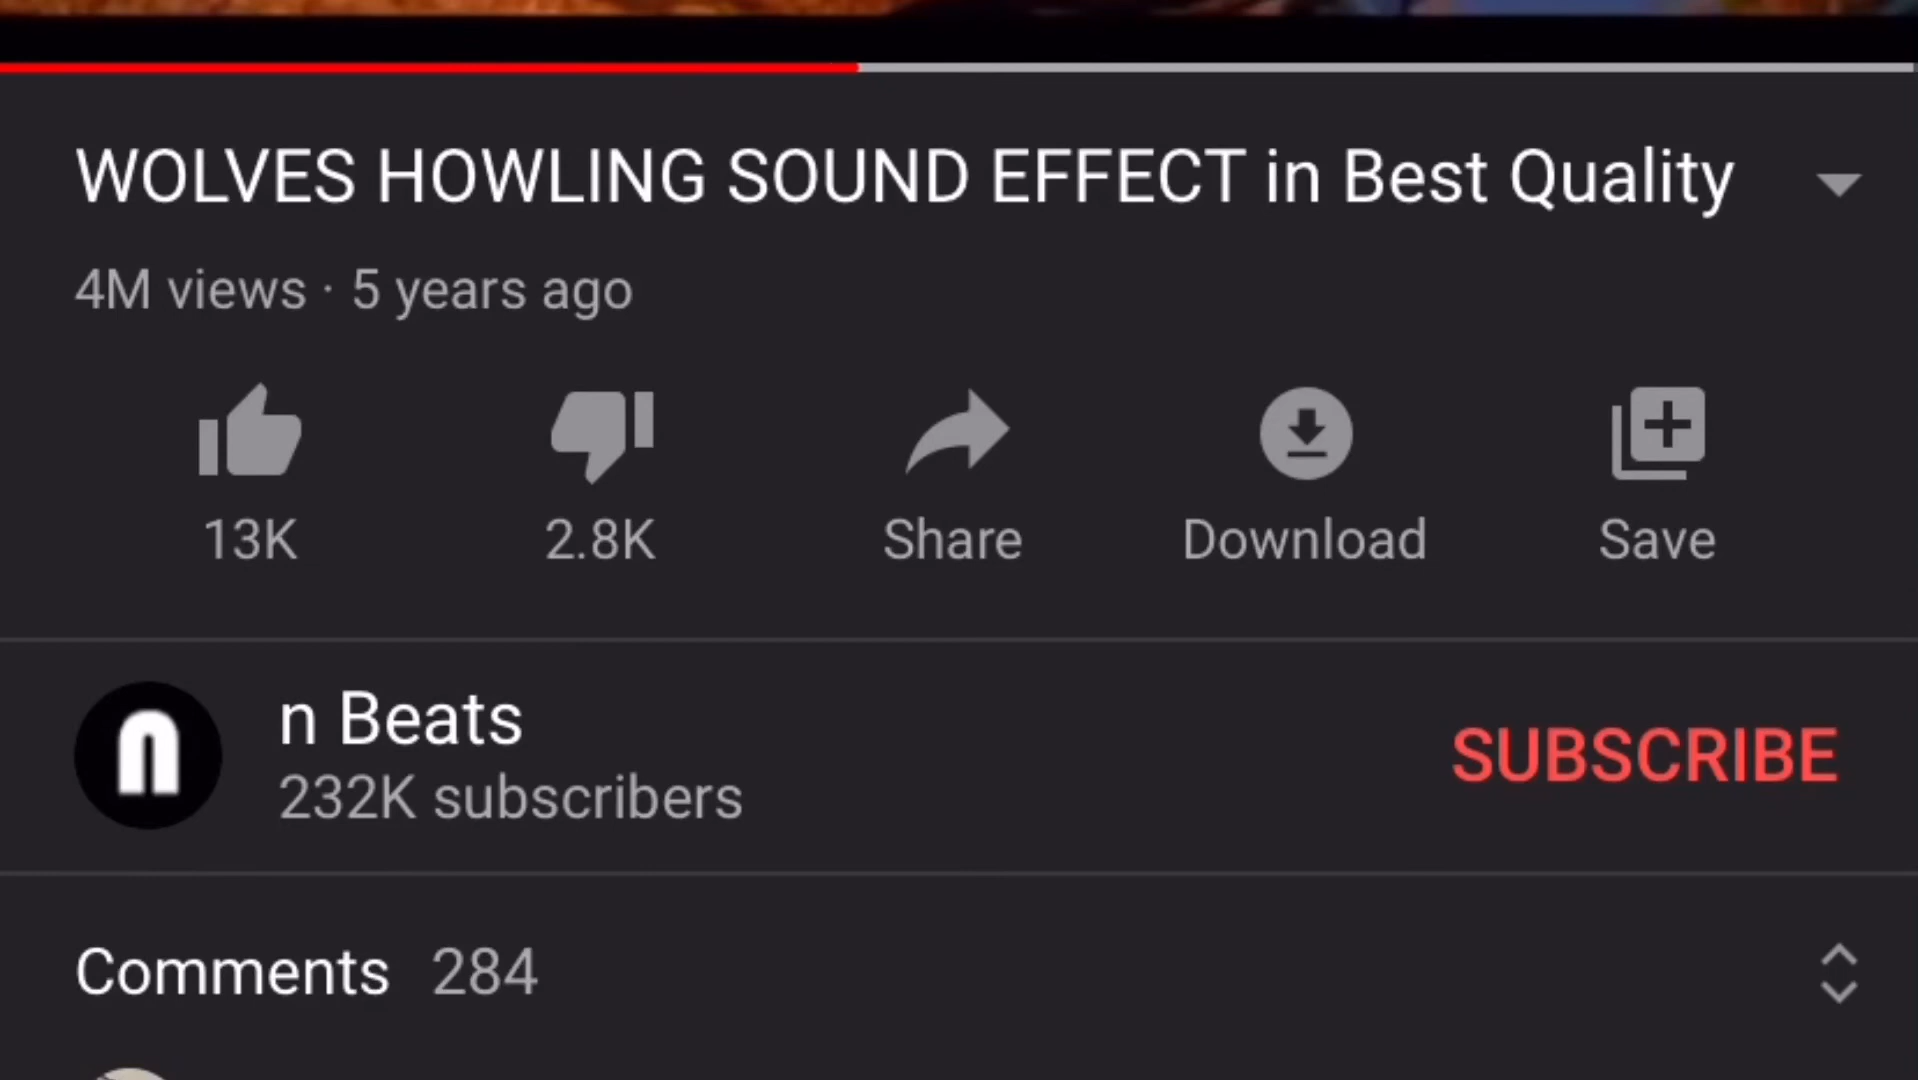 WOLVES HOWLING SOUND EFFECT in Best Quality
4M views · 5 years ago
13K
2.8K
Share
Download
Save
n
n Beats
232K subscribers
SUBSCRIBE
Comments 284